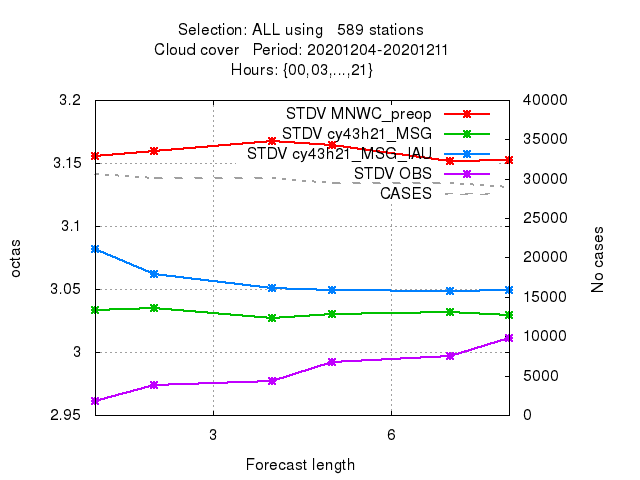 Selection: ALL using   589 stations
Cloud cover   Period: 20201204-20201211
Hours: {00,03,...,21}
3.2
3.15
3.1
3.05
3
2.95
octas
STDV MNWC_preop
STDV cy43h21_MSG
STDV cy43h21_MSG_IAU
STDV OBS
CASES
40000
35000
30000
25000
20000
15000
10000
5000
0
No cases
3
6
Forecast length